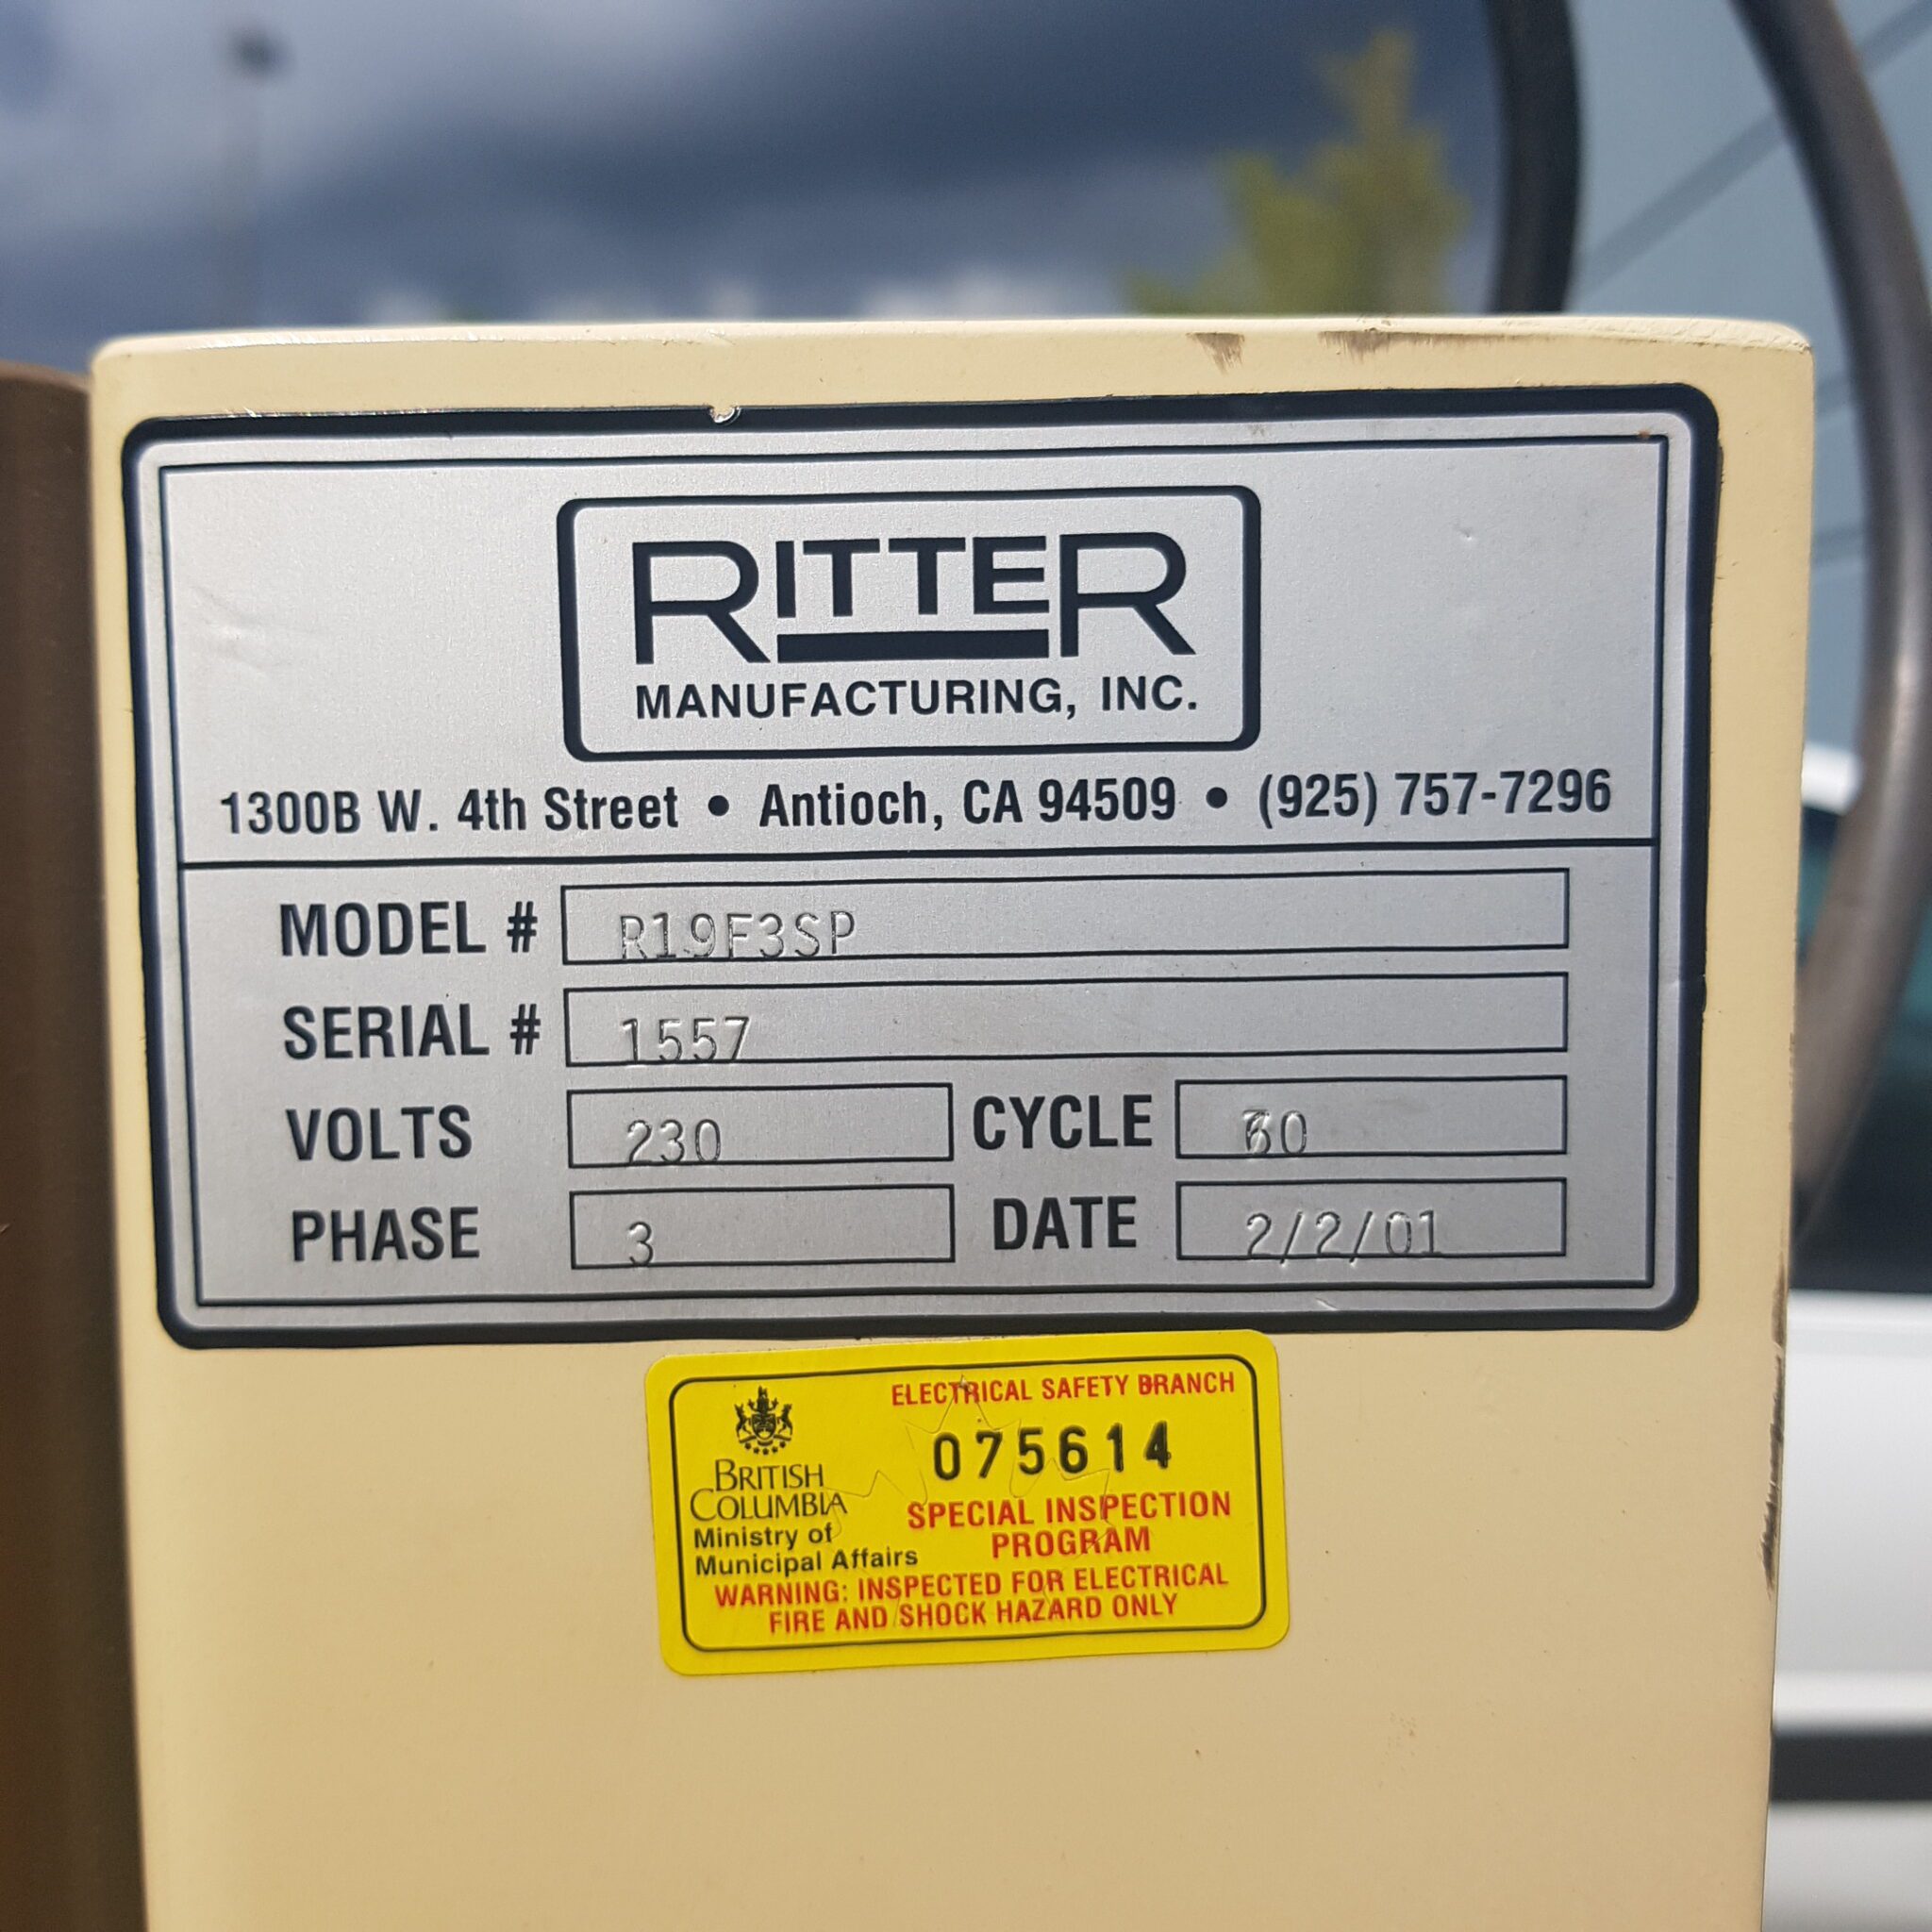 RITTER
MANUFACTURING, INC.
1300B W. 4th Street • Antioch, CA 94509 • (925) 757-7296
MODEL # R19F3SP
SERIAL # 1557
VOLTS 230 CYCLE 60
PHASE 3 DATE 2/2/01
ELECTRICAL SAFETY BRANCH
075614
BRITISH
COLUMBIA
Ministry of
Municipal Affairs
SPECIAL INSPECTION
PROGRAM
WARNING: INSPECTED FOR ELECTRICAL
FIRE AND SHOCK HAZARD ONLY